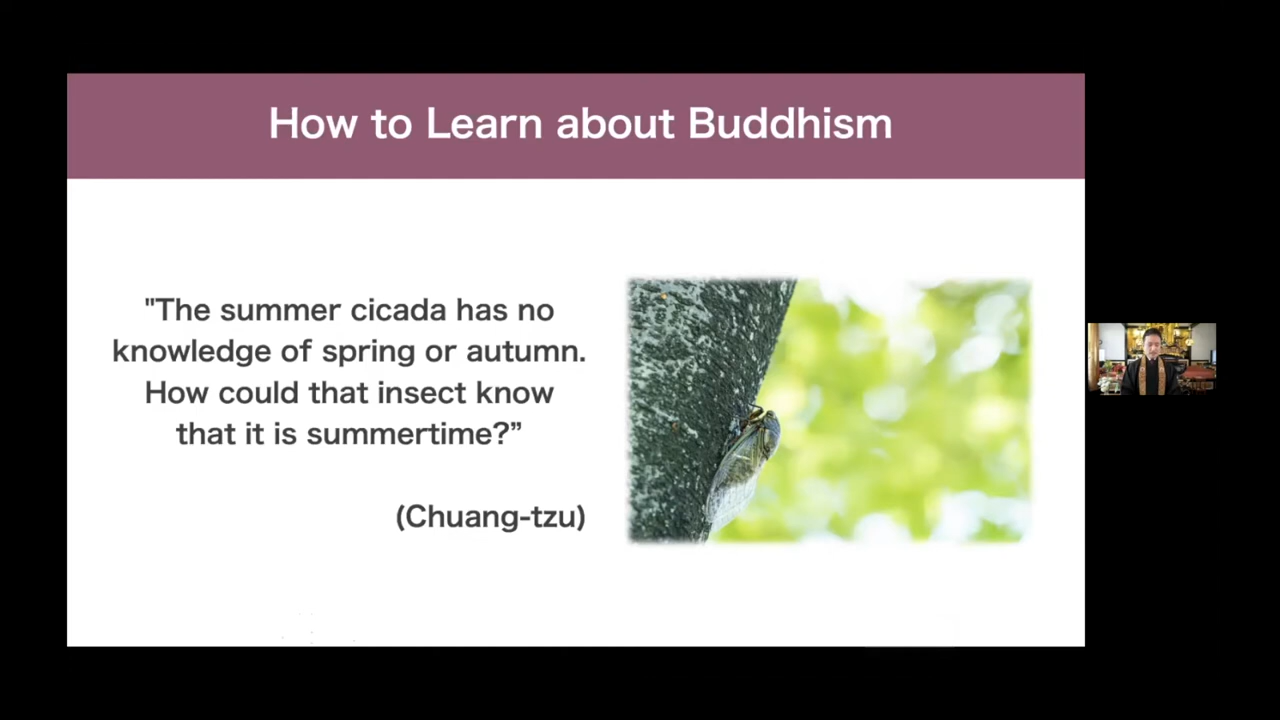 How to Learn about Buddhism
"The summer cicada has no
knowledge of spring or autumn.
How could that insect know
that it is summertime?”
(Chuang-tzu)